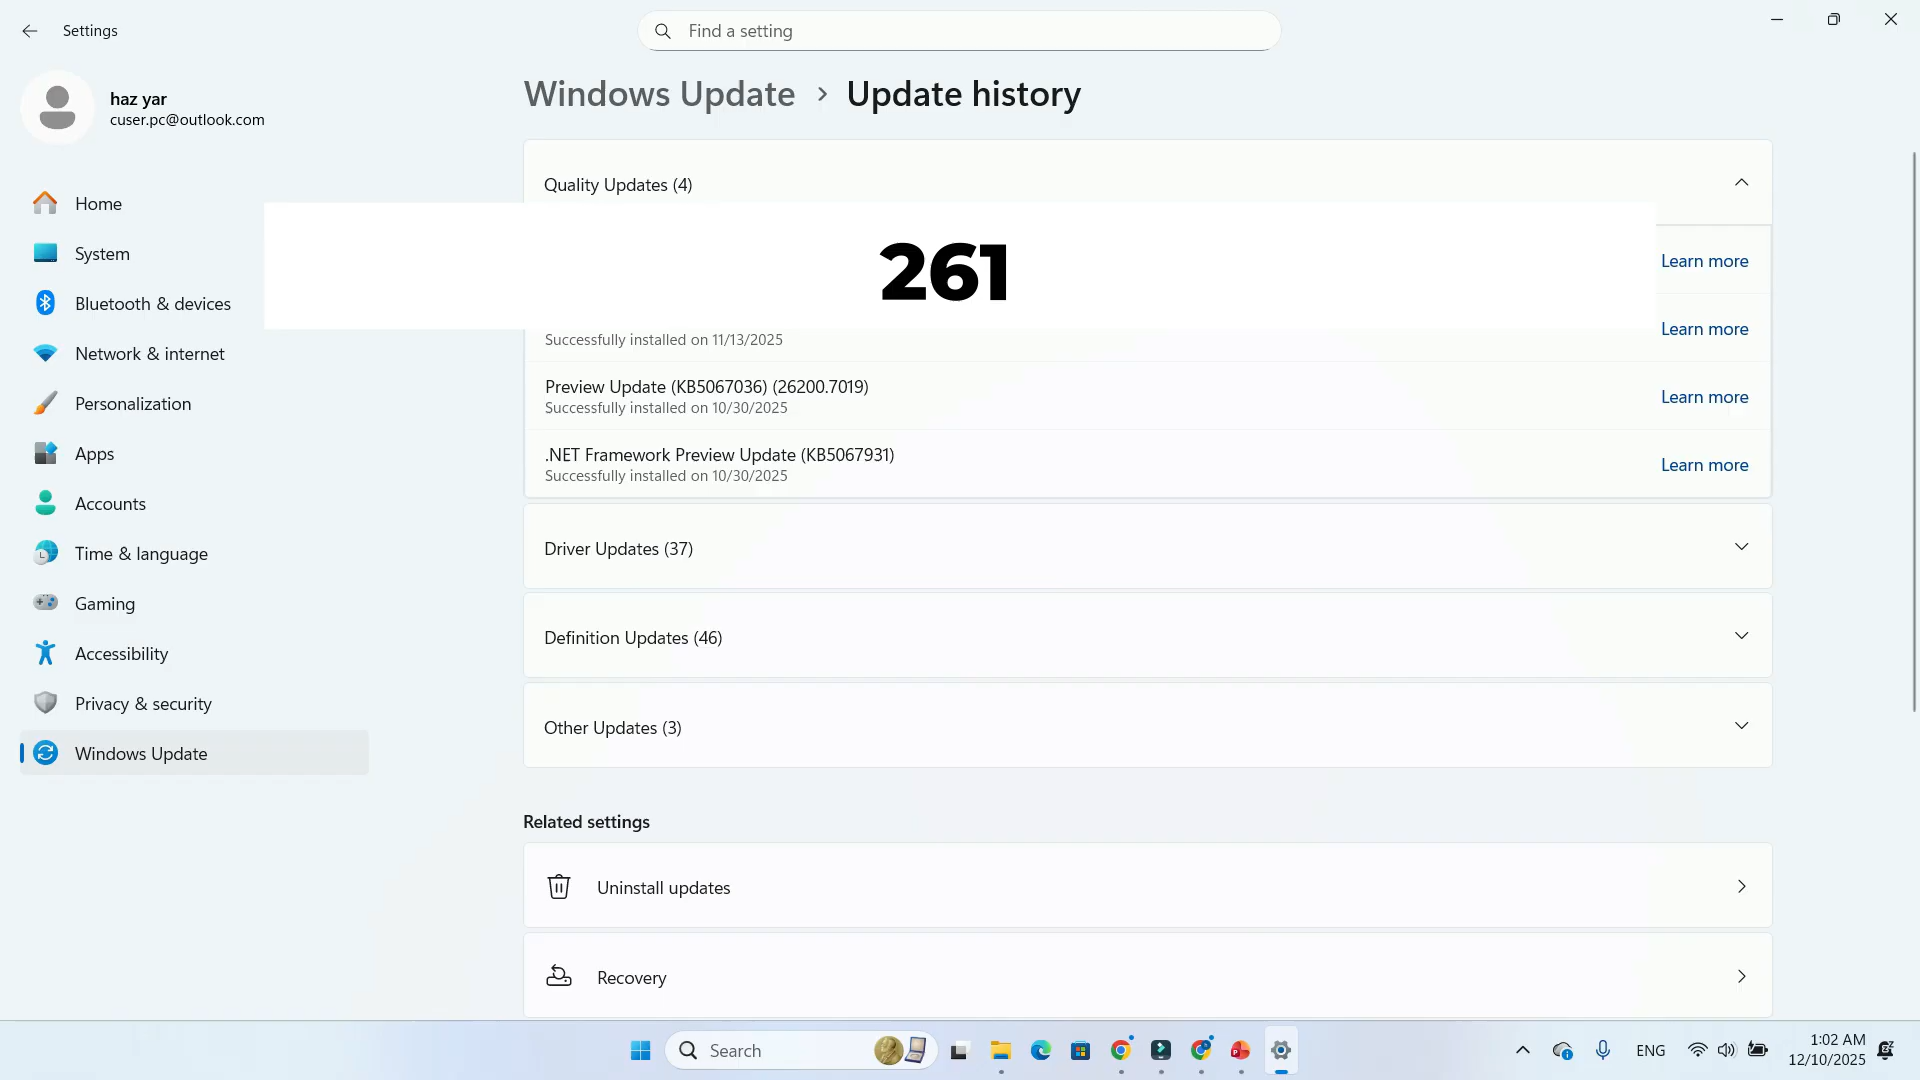 Settings
Find a setting
haz yar
cuser.pc@outlook.com
Windows Update > Update history
Home
System
Bluetooth & devices
Network & internet
Personalization
Apps
Accounts
Time & language
Gaming
Accessibility
Privacy & security
Windows Update
Quality Updates (4)
261
Learn more
Successfully installed on 11/13/2025
Learn more
Preview Update (KB5067036) (26200.7019)
Successfully installed on 10/30/2025
Learn more
.NET Framework Preview Update (KB5067931)
Successfully installed on 10/30/2025
Learn more
Driver Updates (37)
Definition Updates (46)
Other Updates (3)
Related settings
Uninstall updates
Recovery
Search
ENG
1:02 AM
12/10/2025